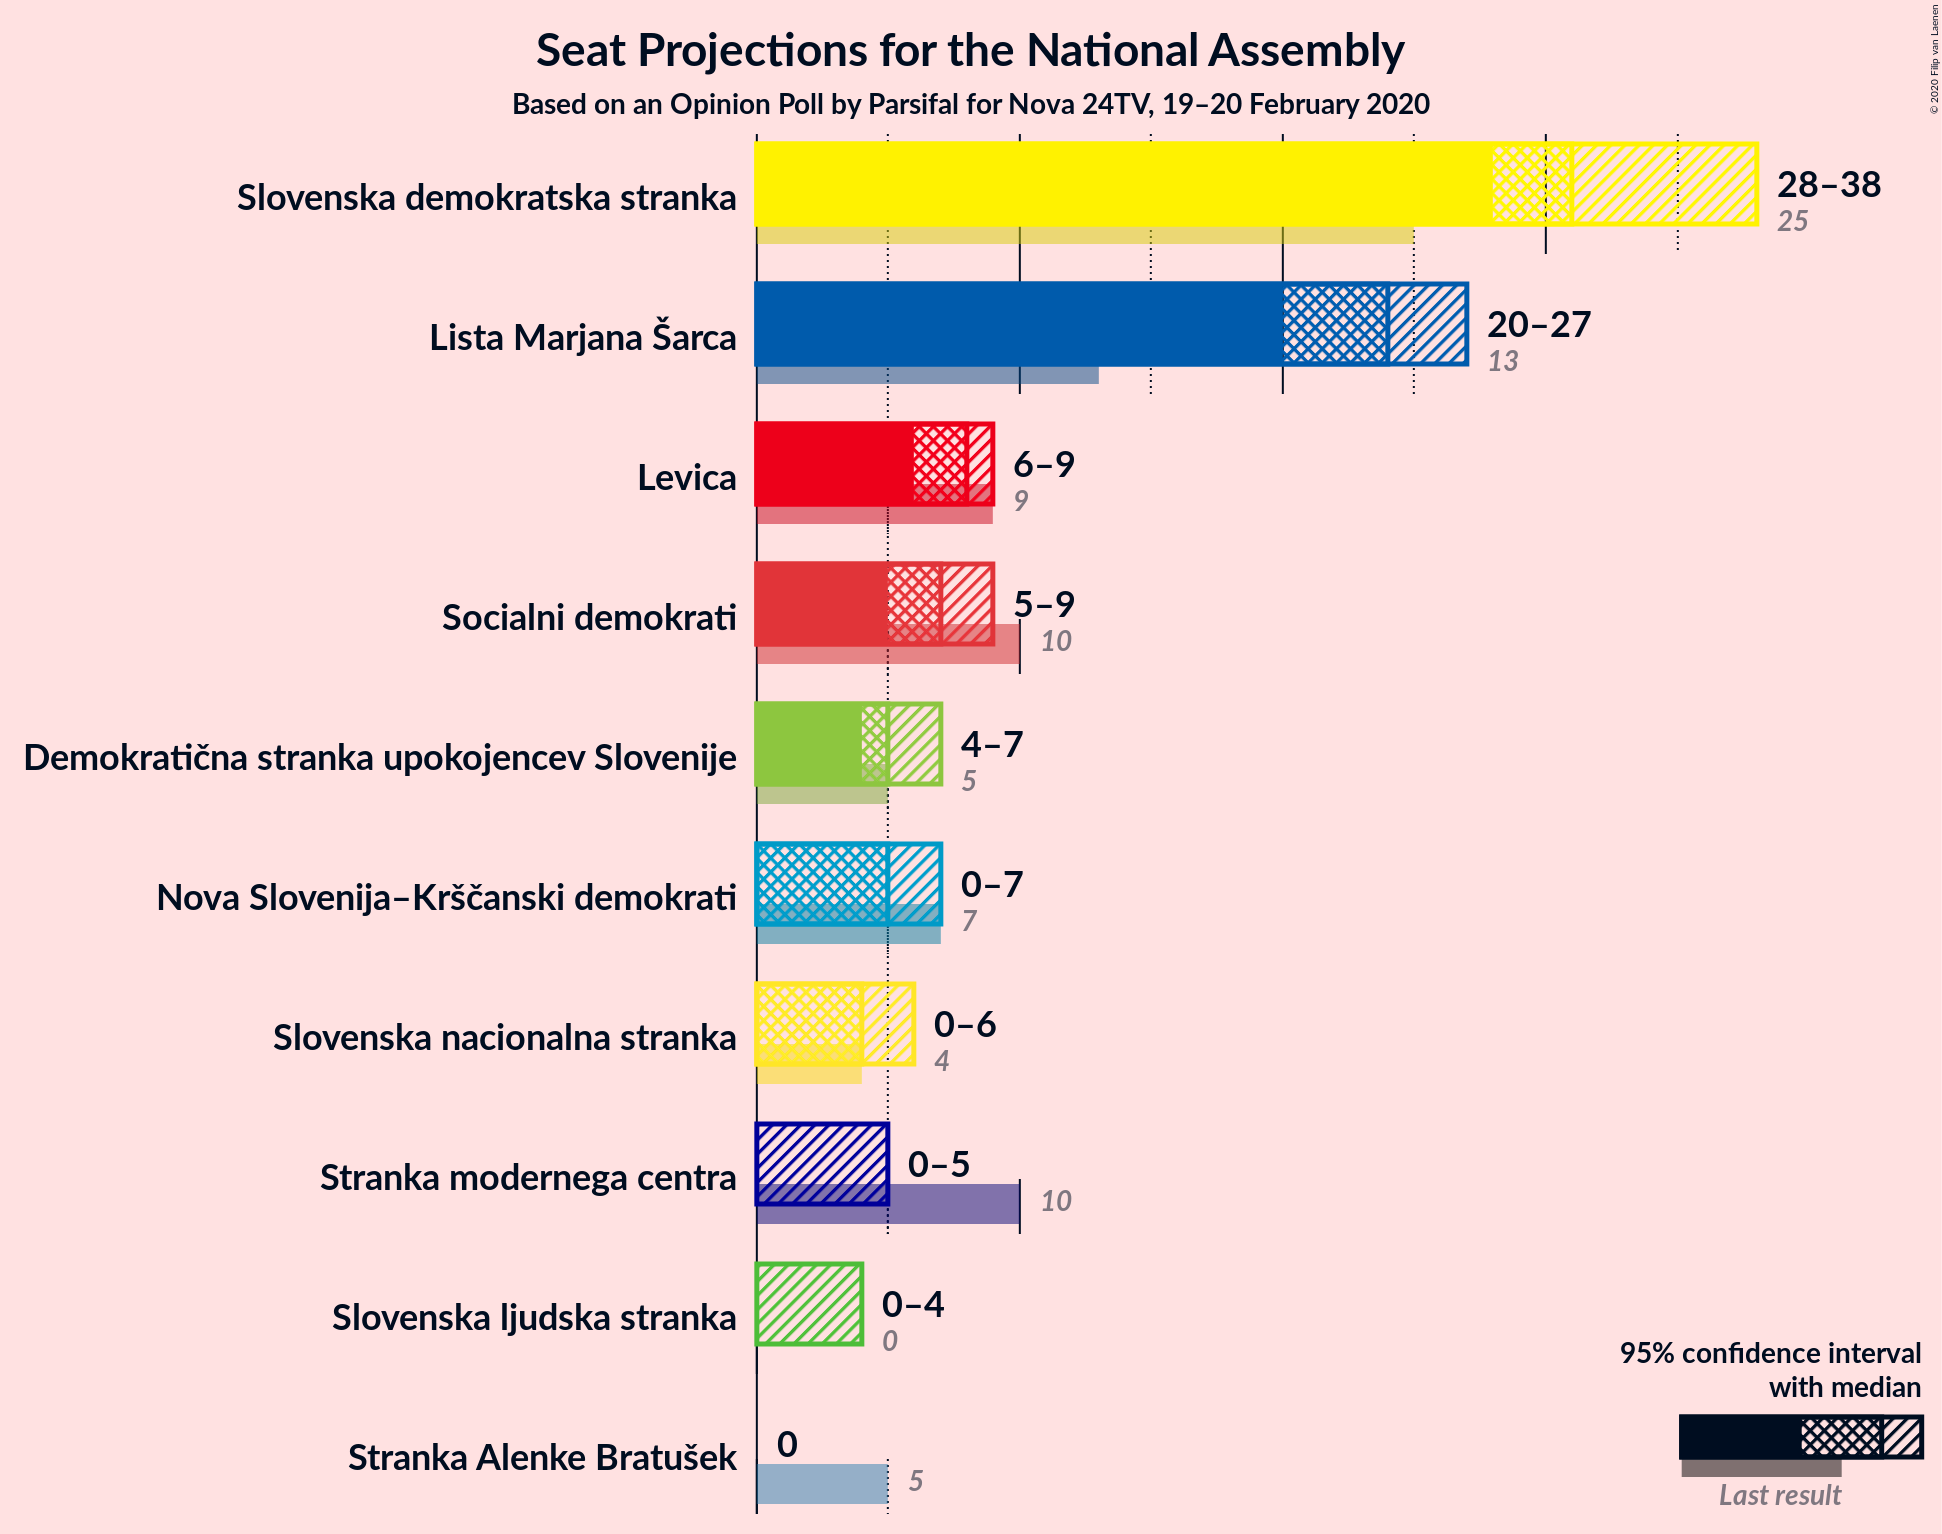 Seat Projections for the National Assembly
Based on an Opinion Poll by Parsifal for Nova 24TV, 19–20 February 2020
© 2020 Filip van Laenen
Slovenska demokratska stranka
28–38
25
Lista Marjana Šarca
20–27
13
Levica
6–9
9
Socialni demokrati
5–9
10
Demokratična stranka upokojencev Slovenije
4–7
5
Nova Slovenija–Krščanski demokrati
0–7
7
Slovenska nacionalna stranka
0–6
4
Stranka modernega centra
0–5
10
Slovenska ljudska stranka
0–4
0
Stranka Alenke Bratušek
0
5
95% confidence interval
with median
Last result